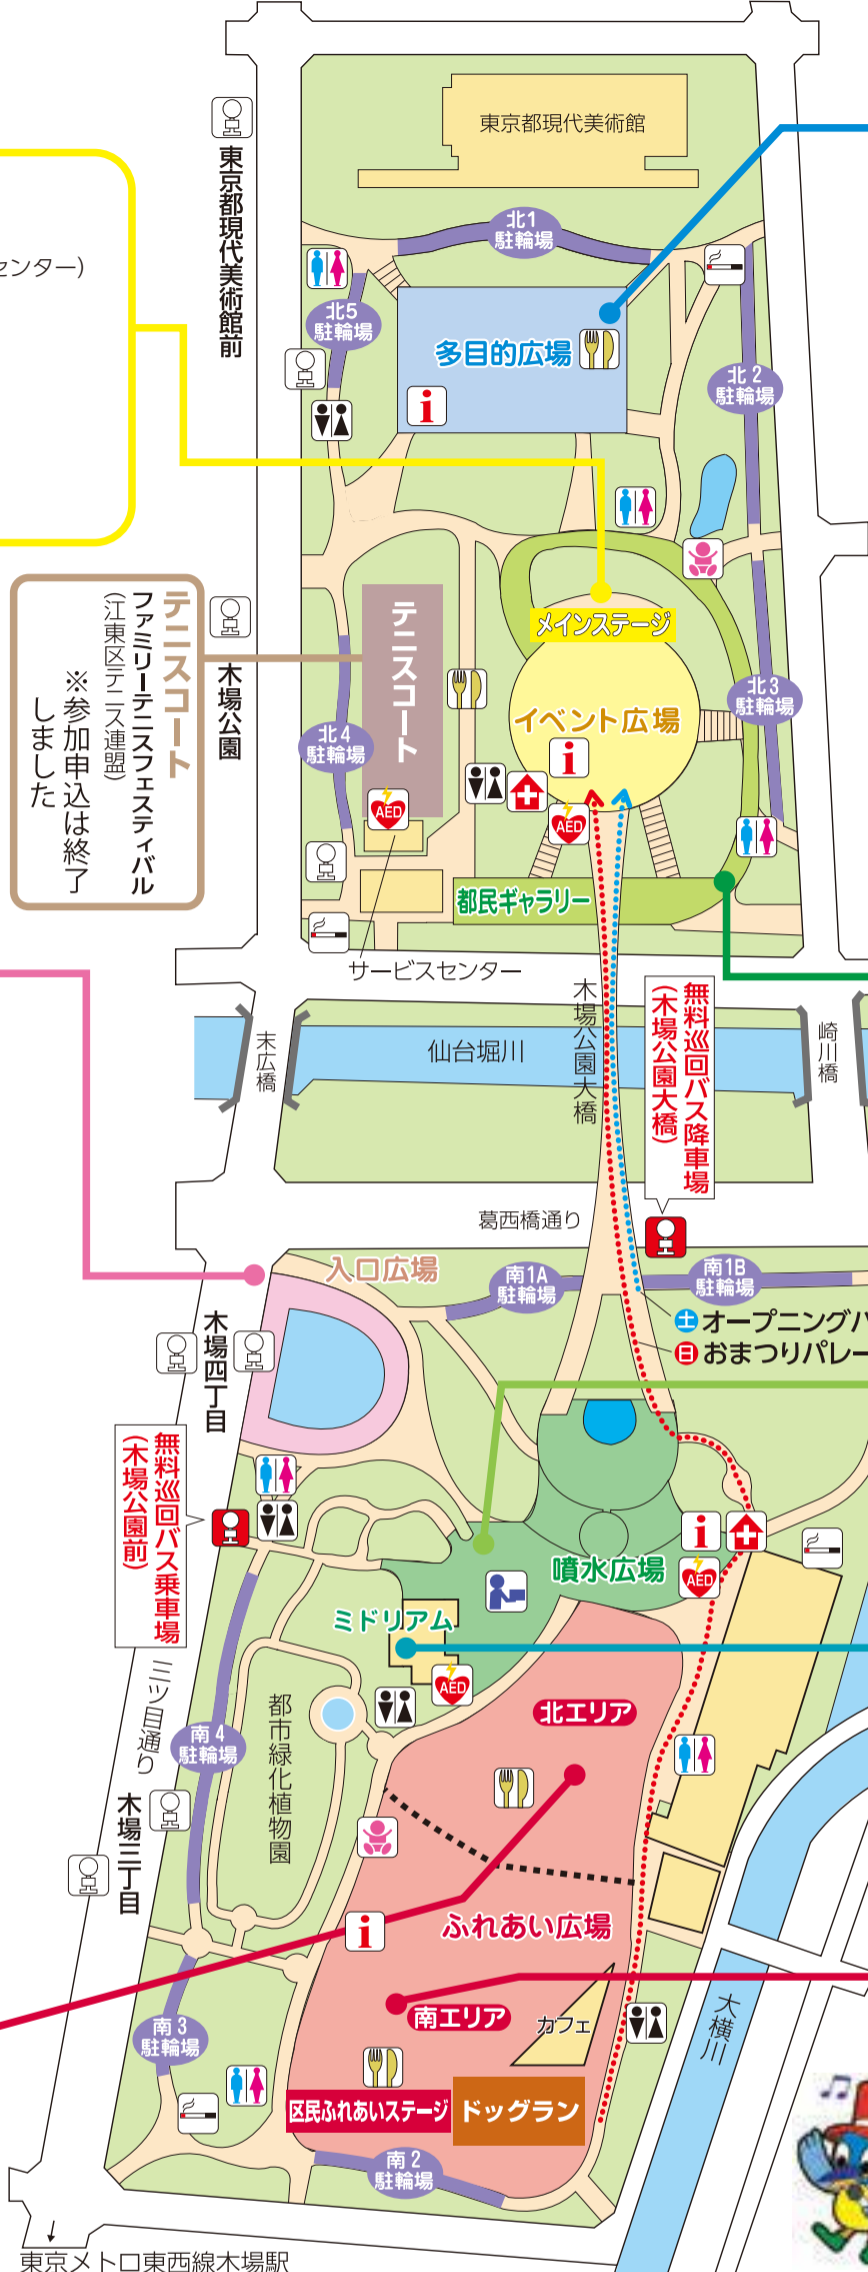 東京都現代美術館
東京都現代美術館前
北1
駐輪場
センター)
北5
駐輪場
多目的広場
i
北2
駐輪場
メインステージ
テニスコート
ファミリーテニスフェスティバル
(江東区テニス連盟)
※参加申込は終了
しました
木場公園
テニスコート
イベント広場
i
北3
駐輪場
北4
駐輪場
AED
AED
都民ギャラリー
サービスセンター
末広橋
仙台堀川
木場公園大橋
無料巡回バス降車場
(木場公園大橋)
崎川橋
葛西橋通り
入口広場
南1A
駐輪場
南1B
駐輪場
土 オープニングパ
日 おまつりパレー
木場四丁目
無料巡回バス乗車場
(木場公園前)
i
噴水広場
AED
ミドリアム
AED
三ツ目通り
南4
駐輪場
都市緑化植物園
北エリア
木場三丁目
i
ふれあい広場
南エリア
カフェ
大横川
南3
駐輪場
区民ふれあいステージ
ドッグラン
南2
駐輪場
東京メトロ東西線木場駅